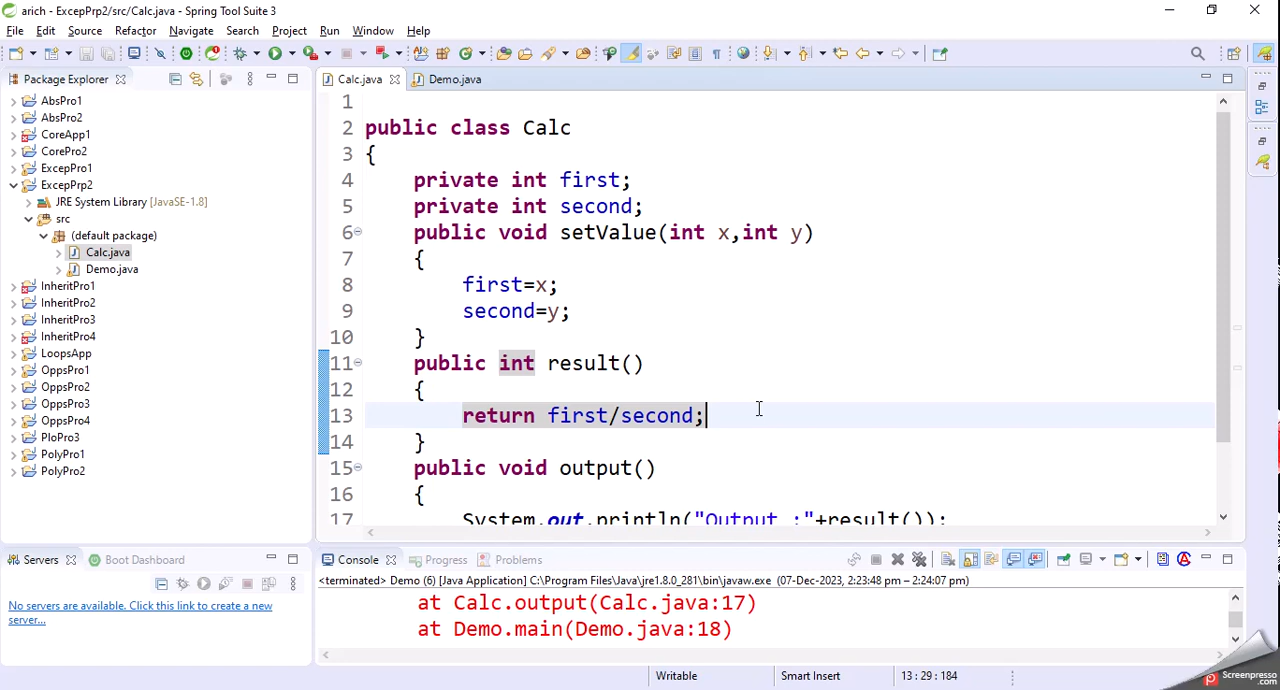 arich - ExcepPrp2/src/Calc.java - Spring Tool Suite 3
File Edit Source Refactor Navigate Search Project Run Window Help
Package Explorer
Calc.java
Demo.java
AbsPro1
AbsPro2
CoreApp1
CorePro2
ExcepPro1
ExcepPrp2
JRE System Library [JavaSE-1.8]
src
(default package)
Calc.java
Demo.java
InheritPro1
InheritPro2
InheritPro3
InheritPro4
LoopsApp
OppsPro1
OppsPro2
OppsPro3
OppsPro4
PloPro3
PolyPro1
PolyPro2
1
2 public class Calc
3 {
4 private int first;
5 private int second;
6 public void setValue(int x,int y)
7 {
8 first=x;
9 second=y;
10 }
11 public int result()
12 {
13 return first/second;
14 }
15 public void output()
16 {
17 System.out.println("Output :"+result());
Servers
Boot Dashboard
No servers are available. Click this link to create a new
server...
Console
Progress
Problems
<terminated> Demo (6) [Java Application] C:\Program Files\Java\jre1.8.0_281\bin\javaw.exe (07-Dec-2023, 2:23:48 pm – 2:24:07 pm)
at Calc.output(Calc.java:17)
at Demo.main(Demo.java:18)
Writable
Smart Insert
13 : 29 : 184
Screenpresso
.com